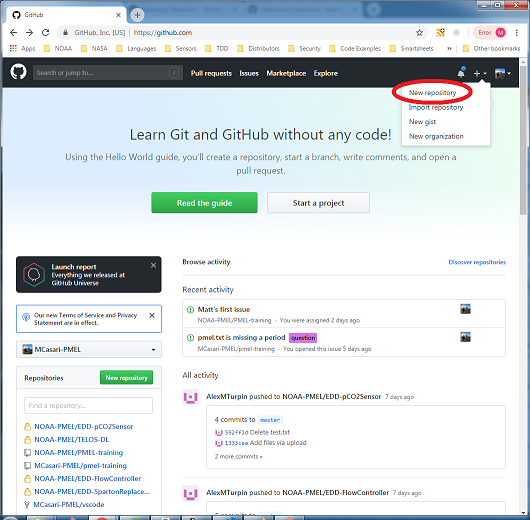 GitHub
GitHub, Inc. [US] | https://github.com
Error
M
Apps NOAA NASA Languages Sensors TDD Distributors Security Code Examples Smartsheets » Other bookmarks
Search or jump to... / Pull requests Issues Marketplace Explore
New repository
Import repository
New gist
New organization
Learn Git and GitHub without any code!
Using the Hello World guide, you'll create a repository, start a branch, write comments, and open a
pull request.
Read the guide Start a project
Launch report
Everything we released at
GitHub Universe
Our new Terms of Service and Privacy
Statement are in effect.
MCasari-PMEL
Repositories New repository
Find a repository...
NOAA-PMEL/EDD-pCO2Sensor
NOAA-PMEL/TELOS-DL
NOAA-PMEL/PMEL-training
MCasari-PMEL/pmel-training
NOAA-PMEL/EDD-FlowController
NOAA-PMEL/EDD-SpartonReplace...
MCasari-PMEL/vscode
Browse activity Discover repositories
Recent activity
Matt's first issue
NOAA-PMEL/PMEL-training - You were assigned 2 days ago
pmel.txt is missing a period question
MCasari-PMEL/pmel-training - You opened this issue 5 days ago
All activity
AlexMTurpin pushed to NOAA-PMEL/EDD-pCO2Sensor 7 days ago
4 commits to master
592ff1d Delete test.txt
1333caa Add files via upload
2 more commits »
AlexMTurpin pushed to NOAA-PMEL/EDD-FlowController 7 days ago